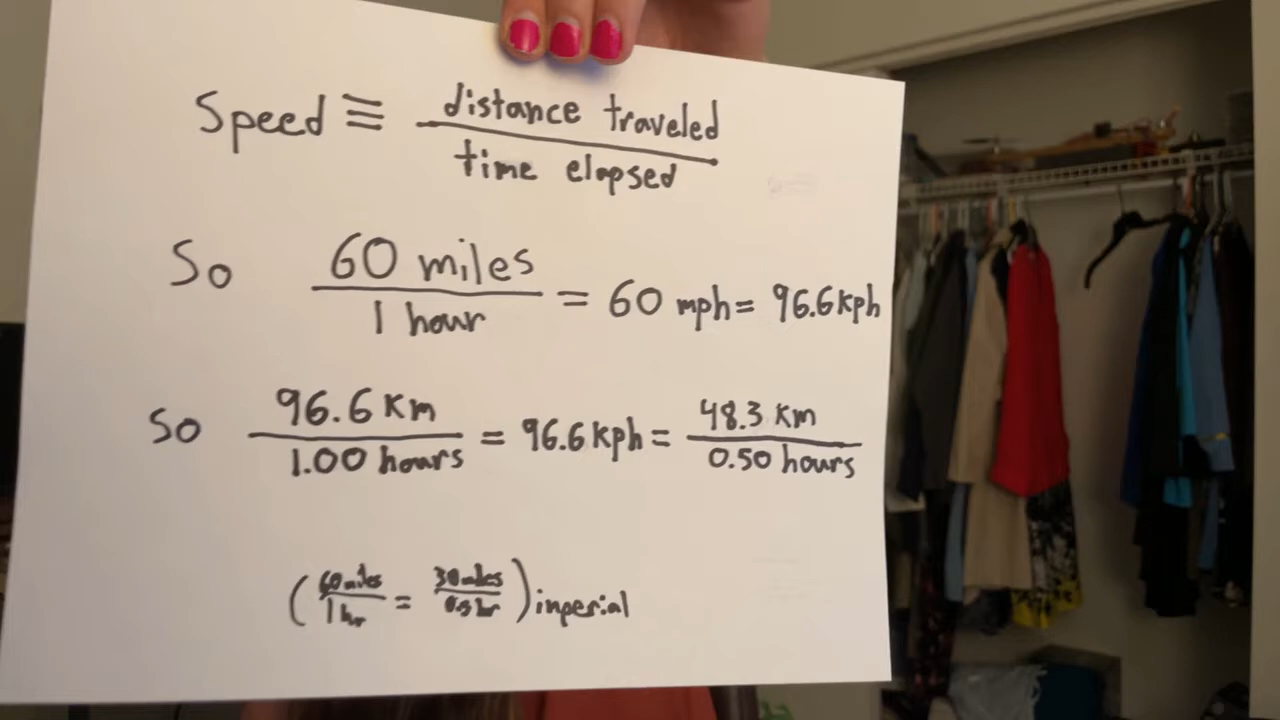 Speed ≡ distance traveled / time elapsed
So 60 miles / 1 hour = 60 mph = 96.6 kph
So 96.6 km / 1.00 hours = 96.6 kph = 48.3 km / 0.50 hours
(60 miles / 1 hr = 30 miles / 0.5 hr) imperial